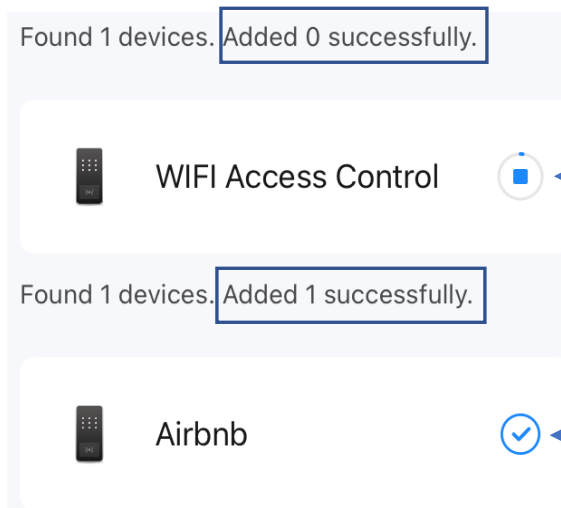 Found 1 devices. Added 0 successfully.
WIFI Access Control
Found 1 devices. Added 1 successfully.
Airbnb